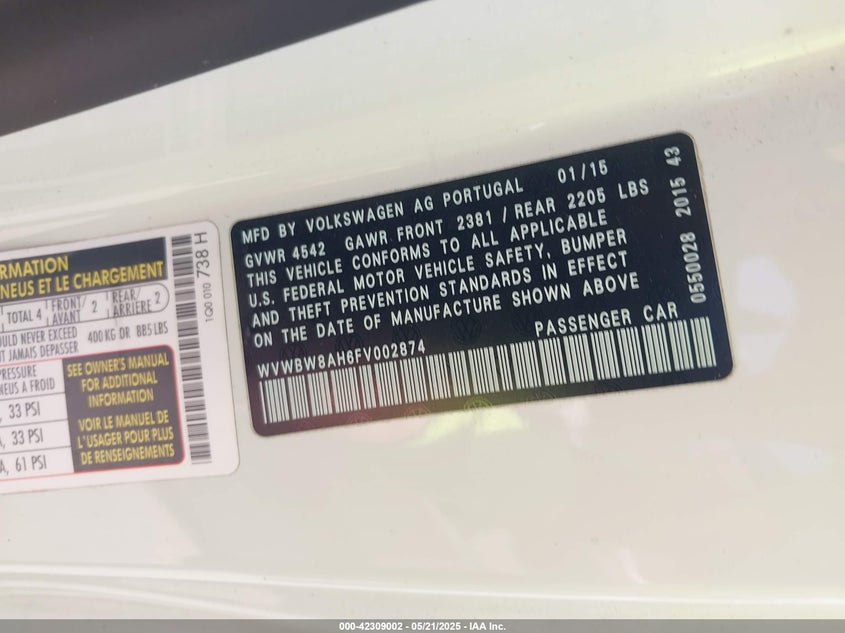 MFD BY VOLKSWAGEN AG PORTUGAL 01/15
GVWR 4542 GAWR FRONT 2381 / REAR 2205 LBS
THIS VEHICLE CONFORMS TO ALL APPLICABLE
U.S. FEDERAL MOTOR VEHICLE SAFETY, BUMPER
AND THEFT PREVENTION STANDARDS IN EFFECT
ON THE DATE OF MANUFACTURE SHOWN ABOVE
WVWBW8AH6FV002874 PASSENGER CAR
0550028 2015 43
ORMATION
NEUS ET LE CHARGEMENT
TOTAL 4 FRONT/ AVANT 2 REAR/ ARRIÈRE 2
OULD NEVER EXCEED
NT JAMAIS DEPASSER
400 KG OR 885 LBS
PRESSURE
NEUS A FROID
, 33 PSI
A, 33 PSI
A, 61 PSI
SEE OWNER'S MANUAL
FOR ADDITIONAL
INFORMATION
VOIR LE MANUEL DE
L'USAGER POUR PLUS
DE RENSEIGNEMENTS
1Q0 010 738 H
000-42309002 - 05/21/2025 - IAA Inc.